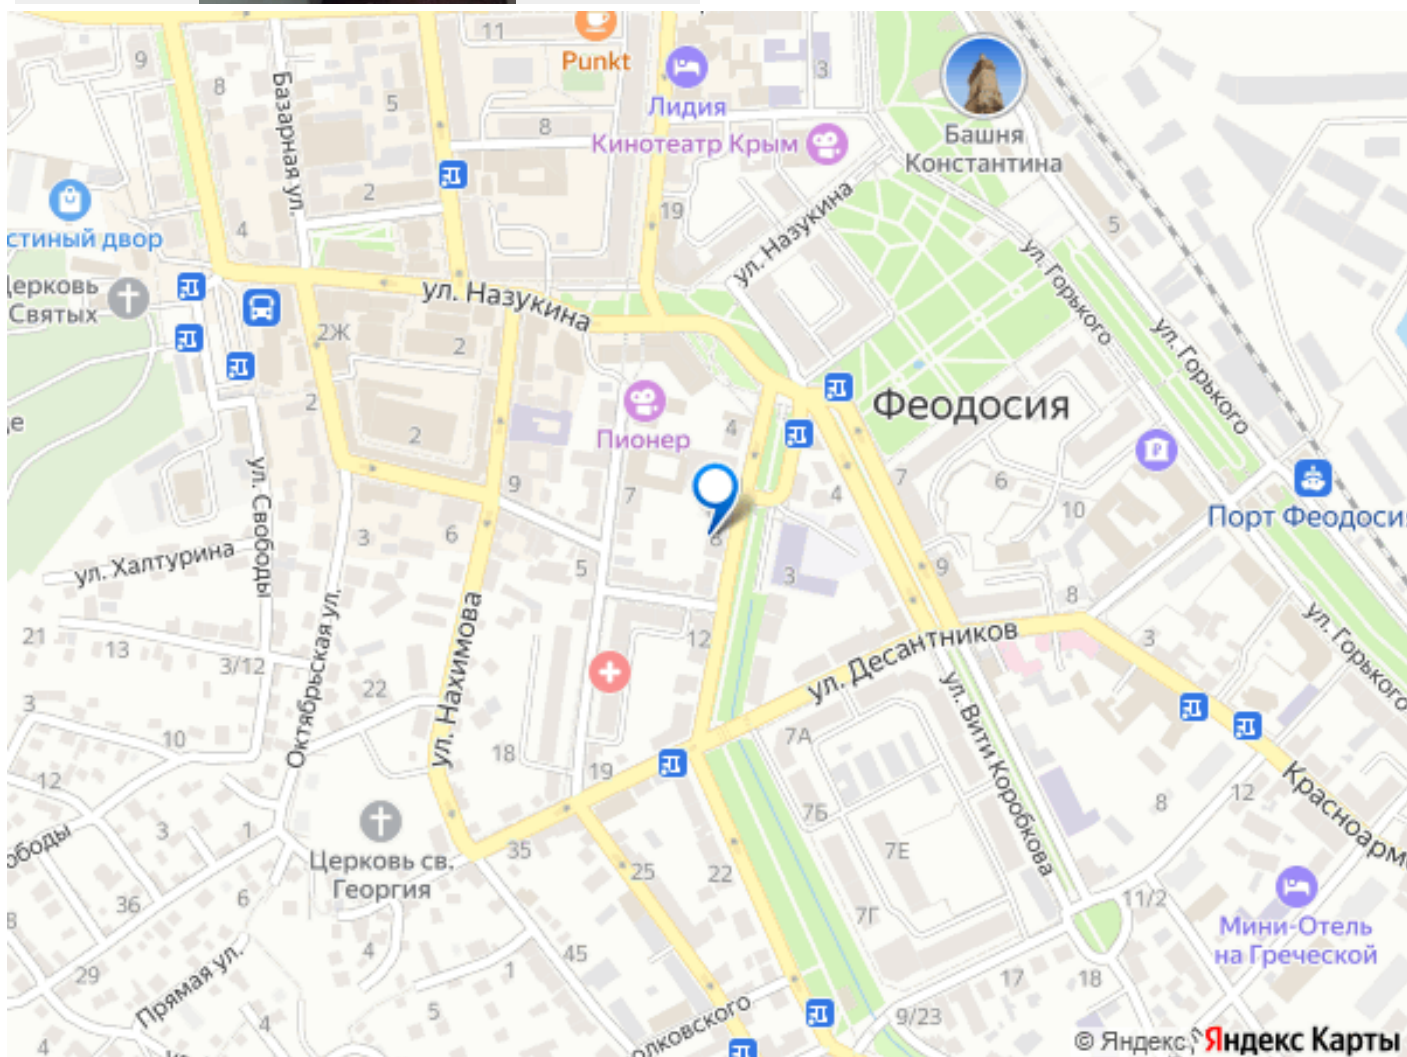 11
Punkt
9
8
Базарная ул.
5
Лидия
3
8
Кинотеатр Крым
Башня
Константина
2
19
ул. Назукина
5
4
стиный двор
ул. Горького
Церковь
Святых
ул. Назукина
2Ж
2
ул. Горького
2
Пионер
4
Феодосия
2
9
7
7
6
10
4
Порт Феодосия
ул. Свободы
3
6
8
ул. Халтурина
5
3
9
8
21
13
3/12
Октябрьская ул.
ул. Нахимова
12
ул. Десантников
3
ул. Горького
22
3
10
18
19
7А
ул. Вити Коробкова
12
3
1
7Б
8
12
Красноарм
ободы
Церковь св.
Георгия
35
25
22
7Е
36
6
7Г
11/2
Мини-Отель
на Греческой
8
4
45
29
1
17
18
Прямая ул.
5
4
олковского
9/23
4
© Яндекс
Яндекс Карты